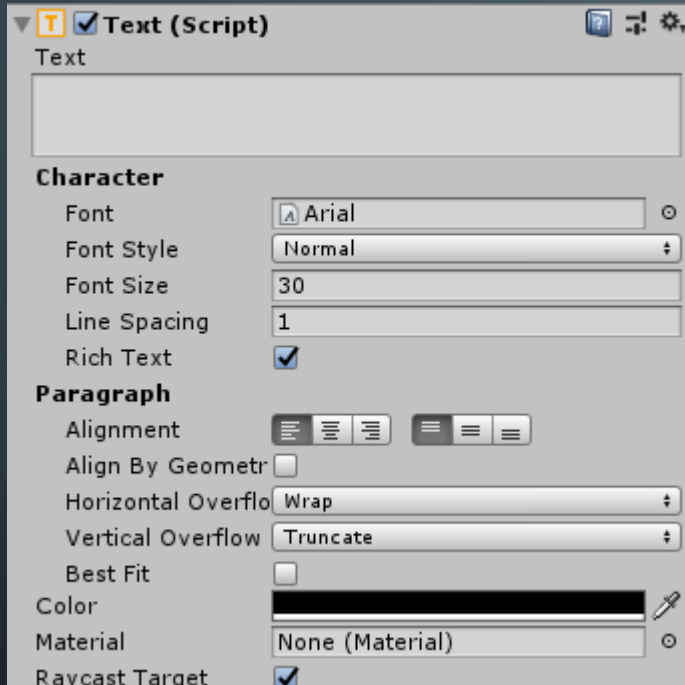 Text (Script)
Text
Character
Font Arial
Font Style Normal
Font Size 30
Line Spacing 1
Rich Text
Paragraph
Alignment
Align By Geometr
Horizontal Overflo Wrap
Vertical Overflow Truncate
Best Fit
Color
Material None (Material)
Raycast Target